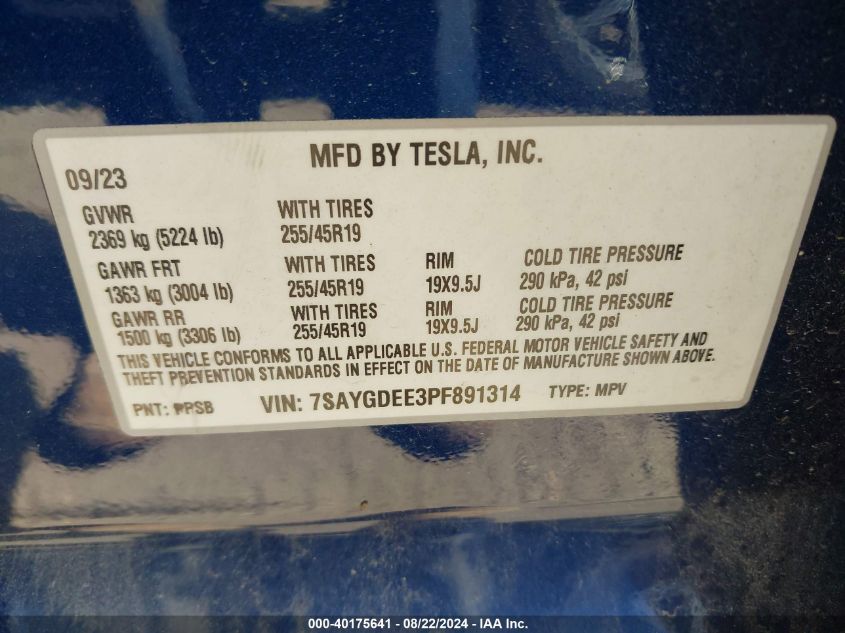 MFD BY TESLA, INC.
09/23
GVWR WITH TIRES
2369 kg (5224 lb) 255/45R19
GAWR FRT WITH TIRES RIM COLD TIRE PRESSURE
1363 kg (3004 lb) 255/45R19 19X9.5J 290 kPa, 42 psi
GAWR RR WITH TIRES RIM COLD TIRE PRESSURE
1500 kg (3306 lb) 255/45R19 19X9.5J 290 kPa, 42 psi
THIS VEHICLE CONFORMS TO ALL APPLICABLE U.S. FEDERAL MOTOR VEHICLE SAFETY AND
THEFT PREVENTION STANDARDS IN EFFECT ON THE DATE OF MANUFACTURE SHOWN ABOVE.
PNT: PPSB VIN: 7SAYGDEE3PF891314 TYPE: MPV
000-40175641 - 08/22/2024 - IAA Inc.